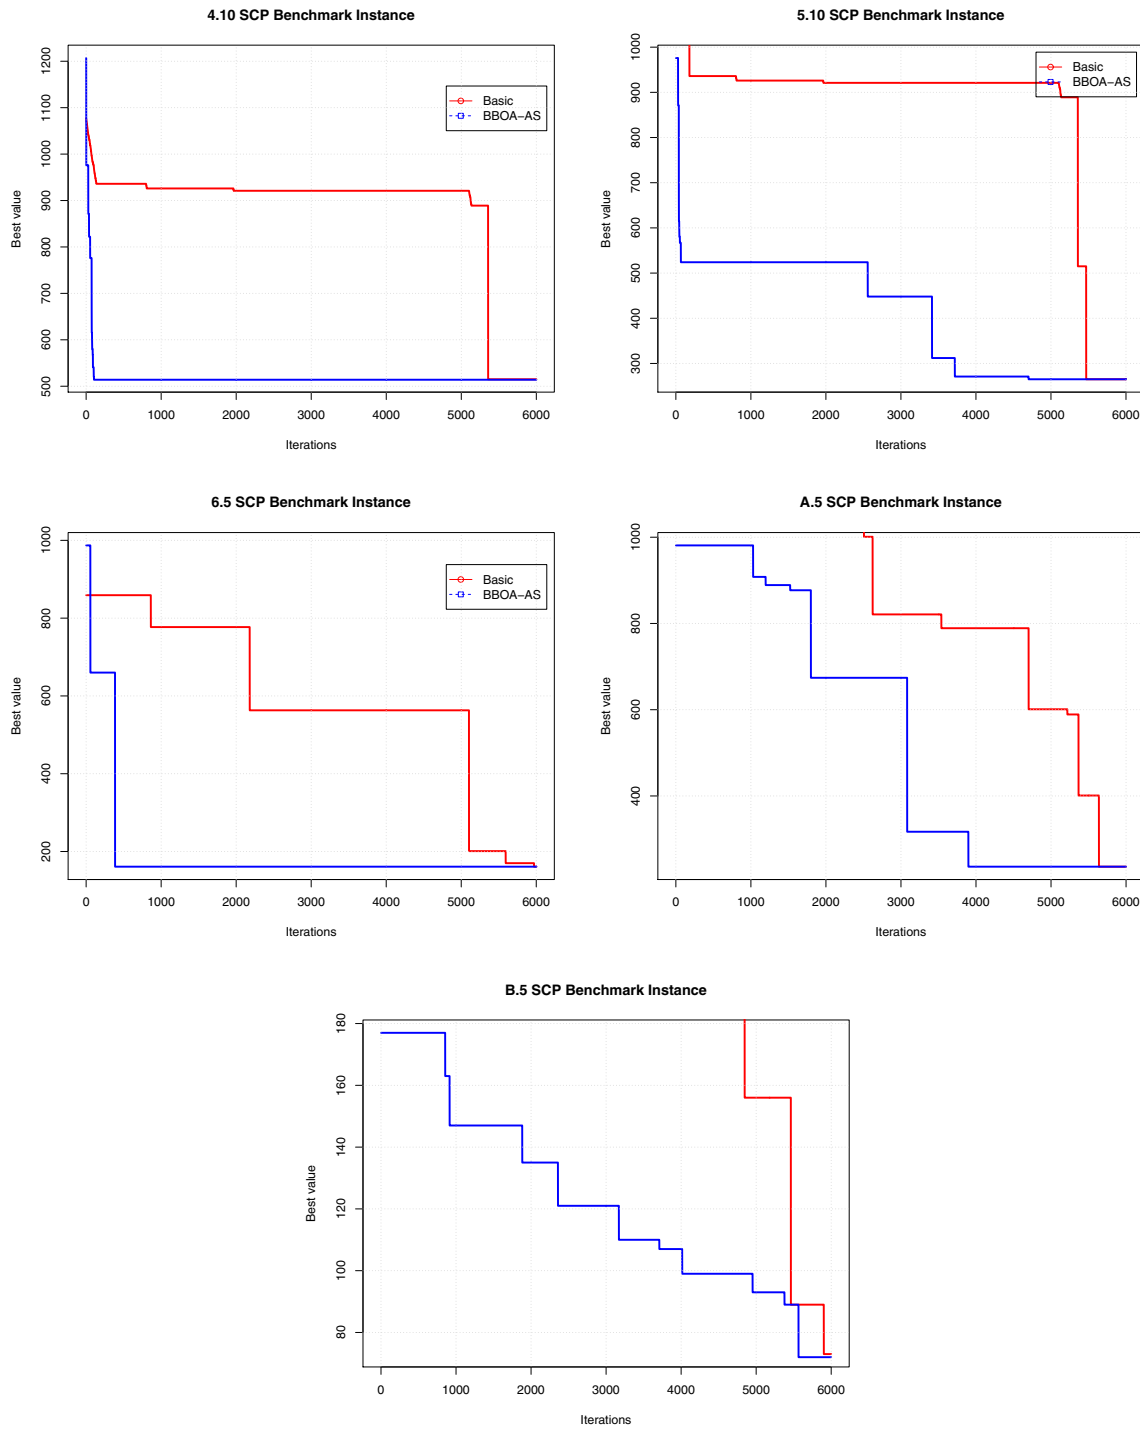 4.10 SCP Benchmark Instance
Best value
1200
1100
1000
900
800
700
600
500
Basic
BBOA−AS
0 1000 2000 3000 4000 5000 6000
Iterations
5.10 SCP Benchmark Instance
Best value
1000
900
800
700
600
500
400
300
Basic
BBOA−AS
0 1000 2000 3000 4000 5000 6000
Iterations
6.5 SCP Benchmark Instance
Best value
1000
800
600
400
200
Basic
BBOA−AS
0 1000 2000 3000 4000 5000 6000
Iterations
A.5 SCP Benchmark Instance
Best value
1000
800
600
400
0 1000 2000 3000 4000 5000 6000
Iterations
B.5 SCP Benchmark Instance
Best value
180
160
140
120
100
80
0 1000 2000 3000 4000 5000 6000
Iterations